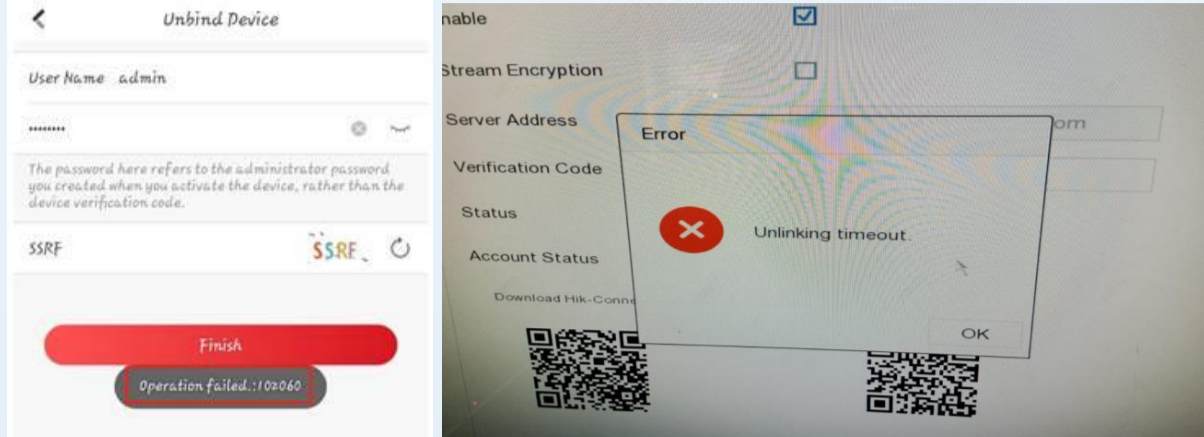 Unbind Device
User Name admin
••••••••
The password here refers to the administrator password
you created when you activate the device, rather than the
device verification code.
SSRF SSRF
Finish
Operation failed.:102060
nable
Stream Encryption
Server Address om
Error
Verification Code
Status
Unlinking timeout.
Account Status
Download Hik-Conne
OK